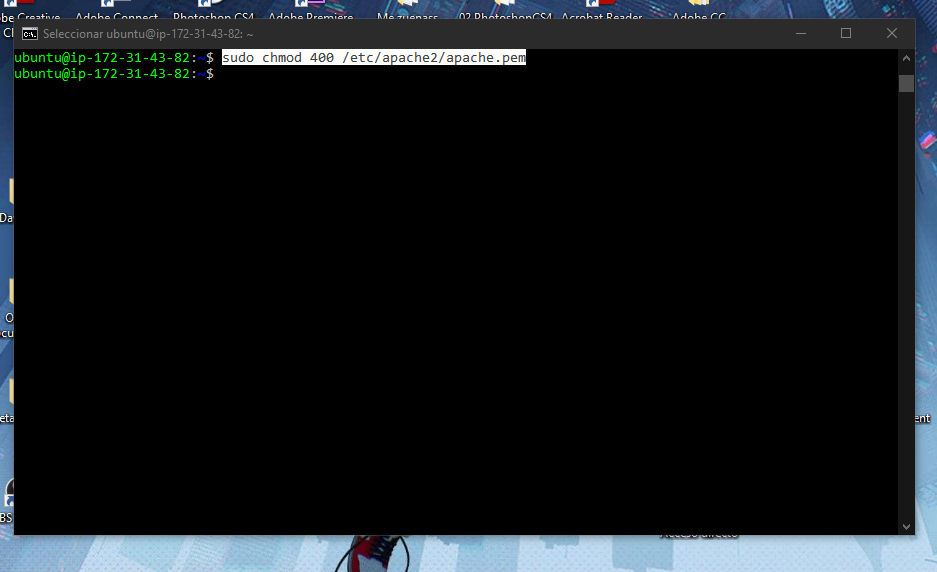 be Creative Adobe Connect Photoshop CS4 Adobe Premiere Me zuepass 02 PhotoshopCS4 Acrobat Reader Adobe CC
Seleccionar ubuntu@ip-172-31-43-82: ~
ubuntu@ip-172-31-43-82:~$ sudo chmod 400 /etc/apache2/apache.pem
ubuntu@ip-172-31-43-82:~$
Da
O
cu
eta
ent
BS
Acceso directo